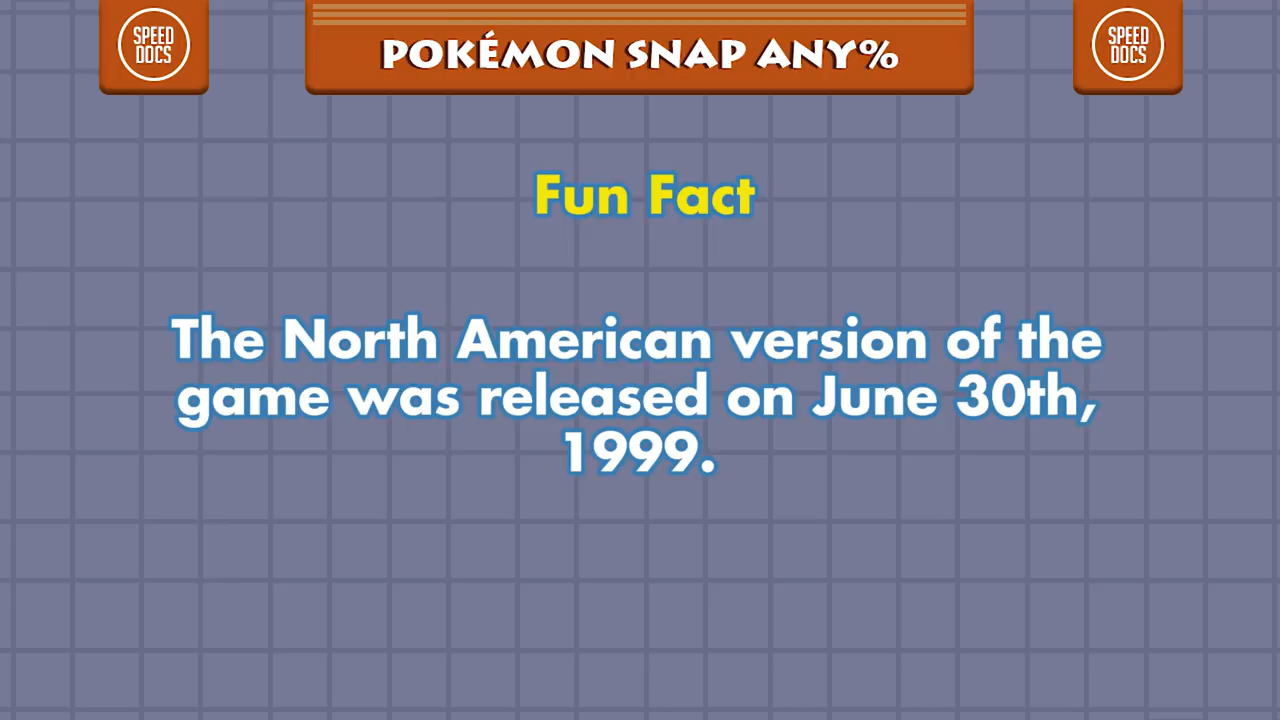 SPEED
DOCS
POKÉMON SNAP ANY%
SPEED
DOCS
Fun Fact
The North American version of the
game was released on June 30th,
1999.